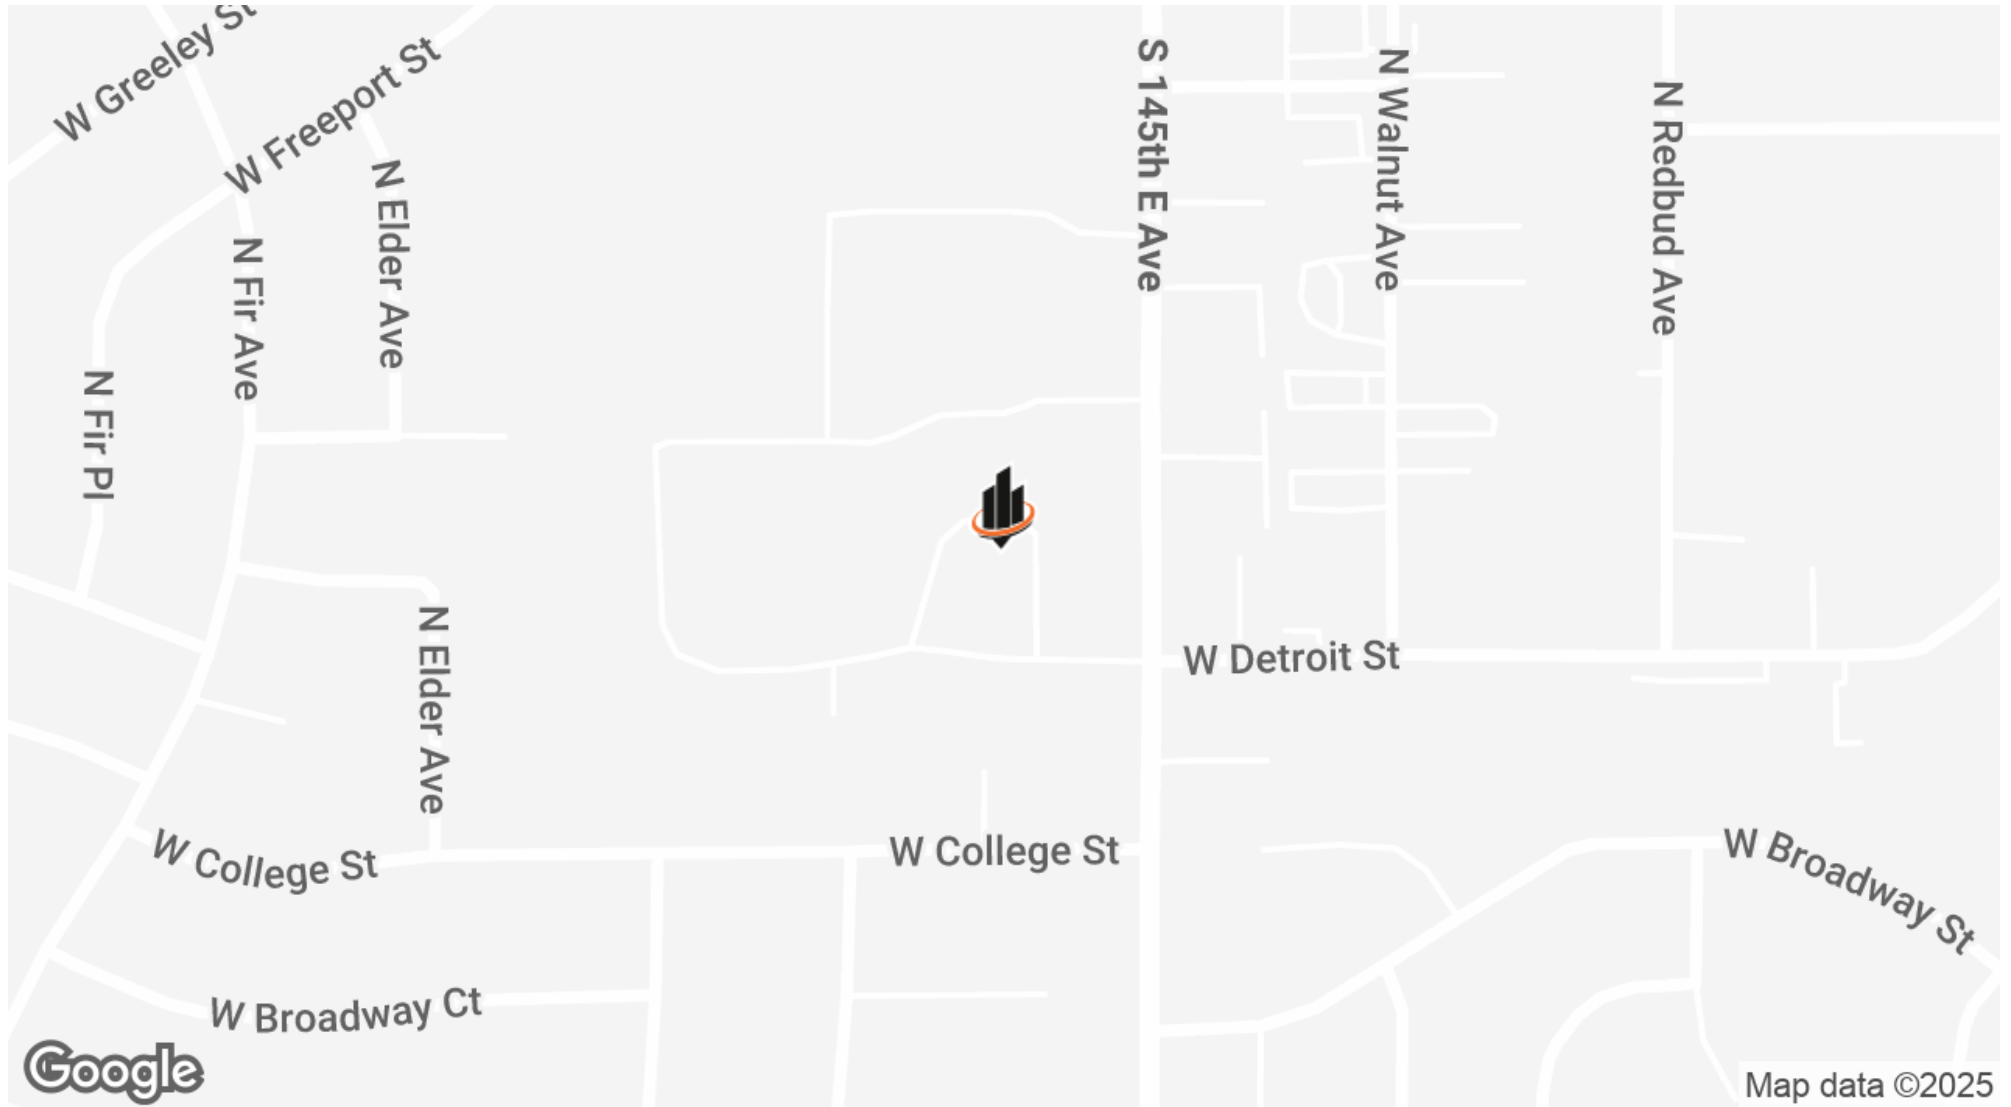 W Greeley St
W Freeport St
S 145th E Ave
N Walnut Ave
N Redbud Ave
N Elder Ave
N Fir Ave
N Fir Pl
N Elder Ave
W Detroit St
W College St
W College St
W Broadway St
W Broadway Ct
Google
Map data ©2025